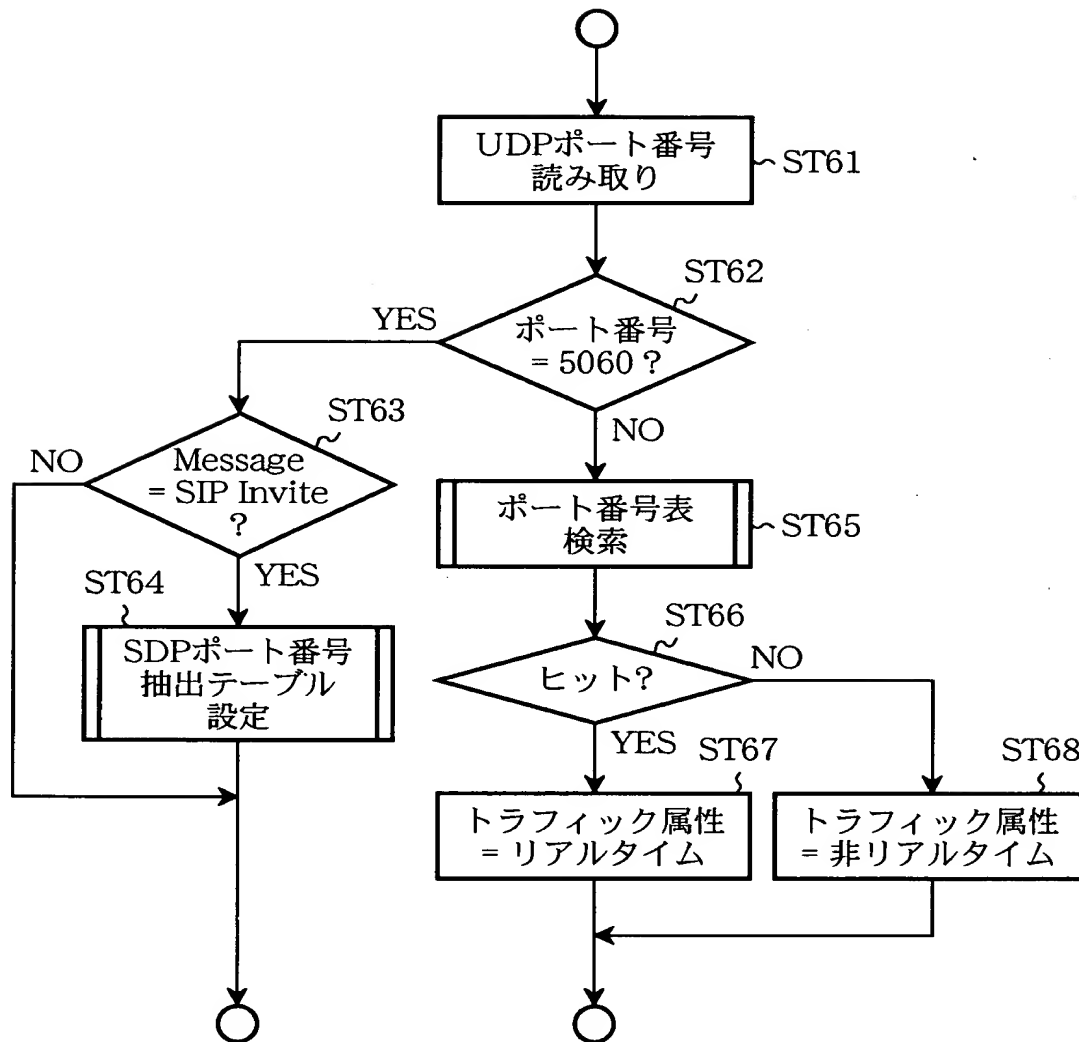 UDPポート番号
読み取り
ST61
ST62
YES
ポート番号
= 5060 ?
NO
ST63
NO
Message
= SIP Invite
?
YES
ポート番号表
検索
ST65
ST64
SDPポート番号
抽出テーブル
設定
ST66
ヒット?
NO
YES
ST67
トラフィック属性
= リアルタイム
ST68
トラフィック属性
= 非リアルタイム